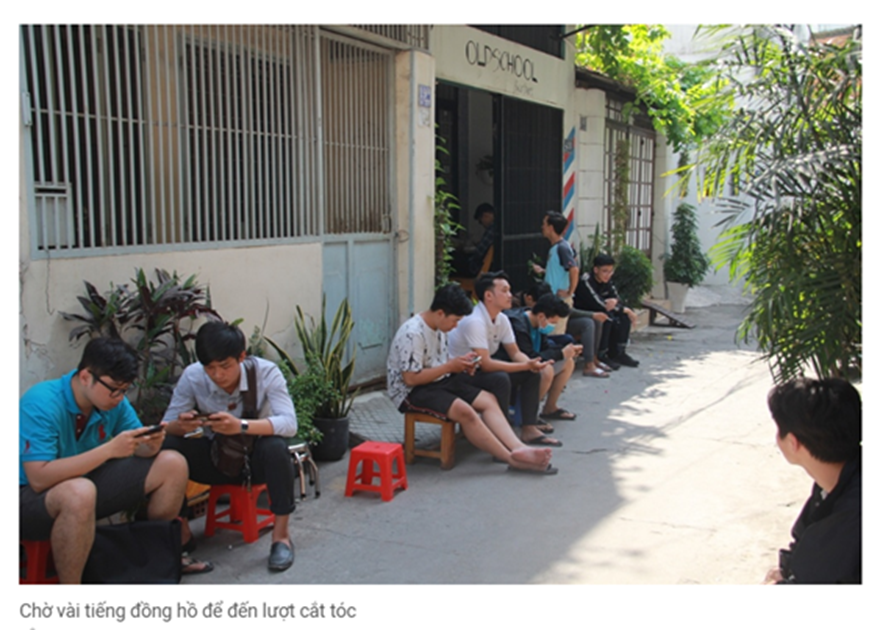 OLDSCHOOL
Chờ vài tiếng đồng hồ để đến lượt cắt tóc